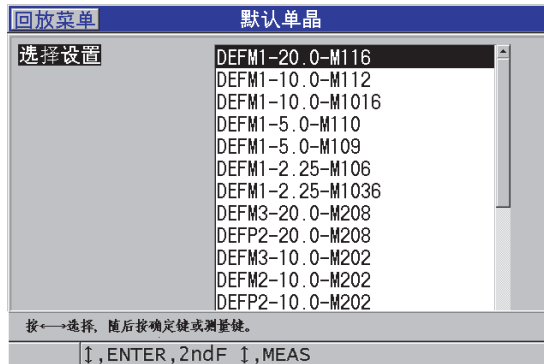 回放菜单 默认单晶
选择设置
DEFM1-20.0-M116
DEFM1-10.0-M112
DEFM1-10.0-M1016
DEFM1-5.0-M110
DEFM1-5.0-M109
DEFM1-2.25-M106
DEFM1-2.25-M1036
DEFM3-20.0-M208
DEFP2-20.0-M208
DEFM3-10.0-M202
DEFM2-10.0-M202
DEFP2-10.0-M202
按←→选择，随后按确定键或测量键。
↕,ENTER,2ndF ↕,MEAS